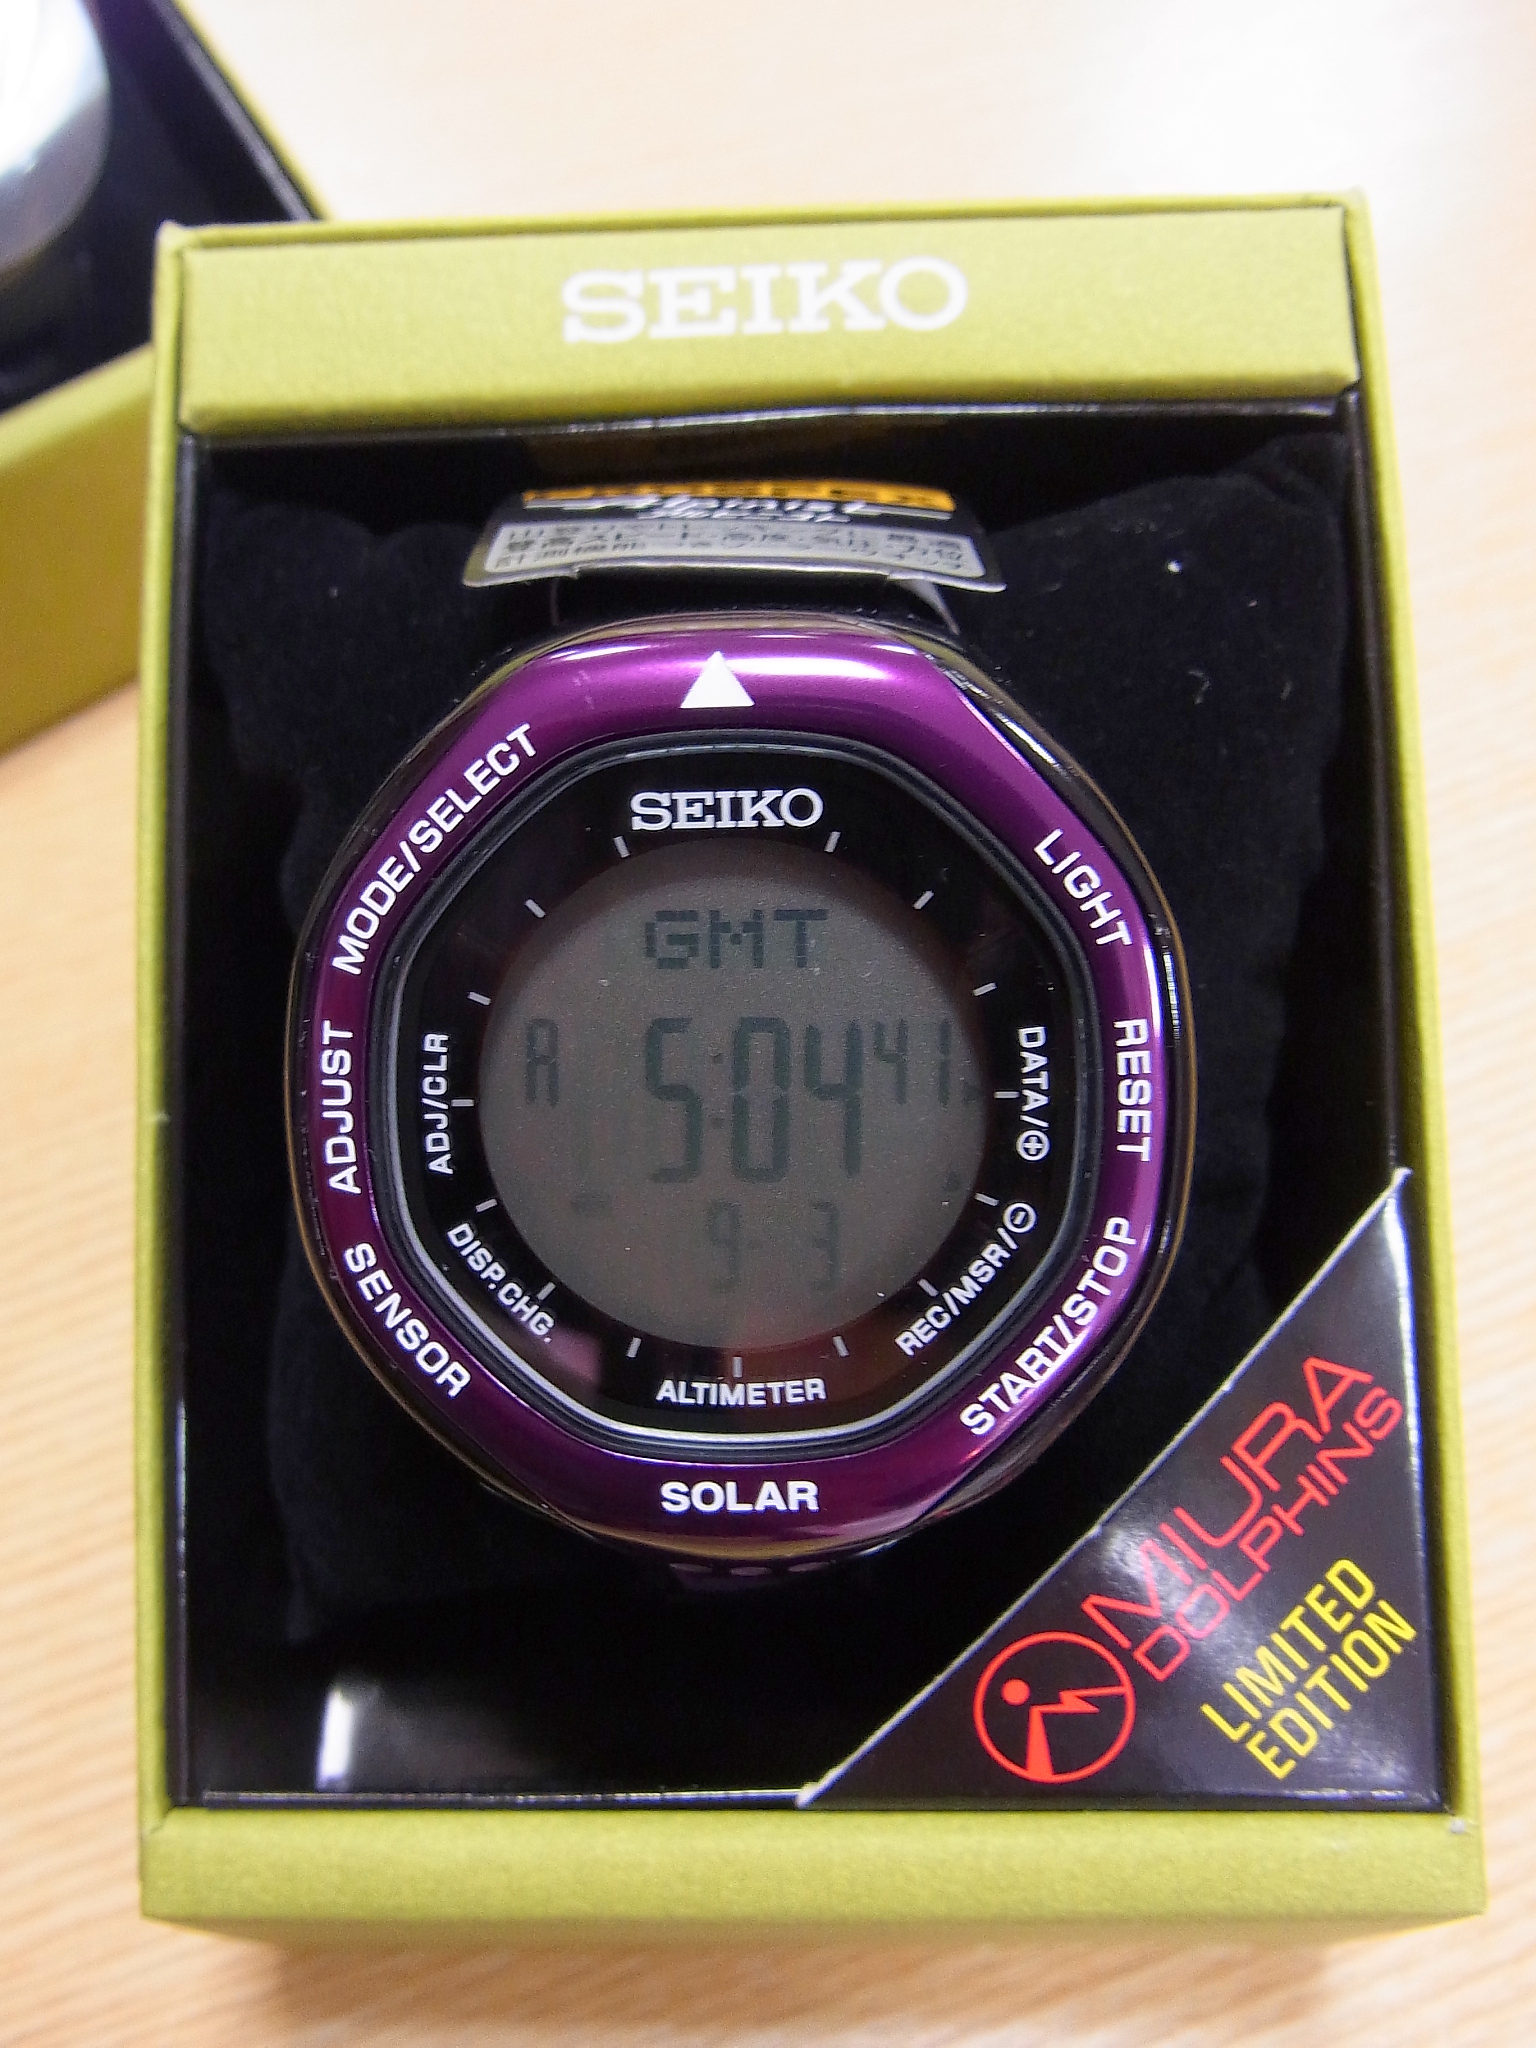 SEIKO
Alpinist
MODE/SELECT
LIGHT
SEIKO
GMT
ADJUST
ADJ/CLR
A 5:04 41
DATA/⊕
RESET
9 3
SENSOR
DISP.CHG.
REC/MSR/⊖
START/STOP
ALTIMETER
SOLAR
MIURA
DOLPHINS
LIMITED
EDITION